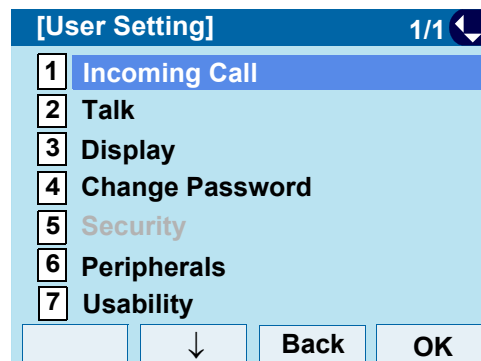 [User Setting] 1/1
1 Incoming Call
2 Talk
3 Display
4 Change Password
5 Security
6 Peripherals
7 Usability
↓ Back OK